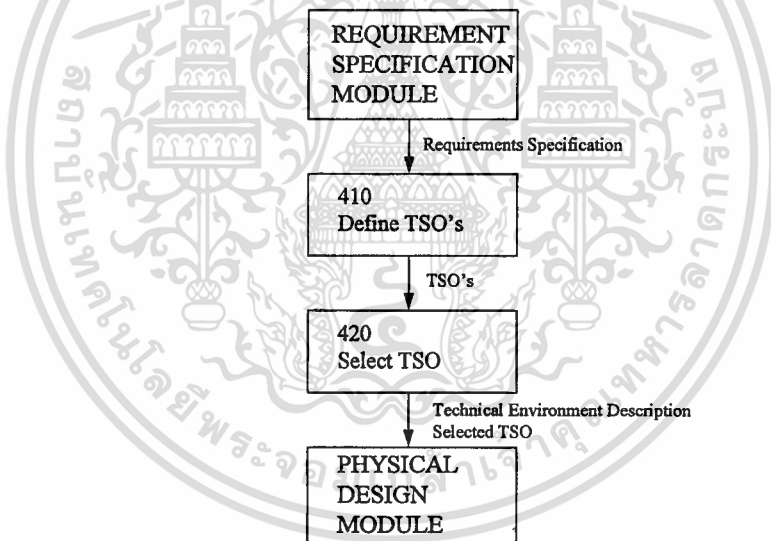 REQUIREMENT
SPECIFICATION
MODULE
Requirements Specification
410
Define TSO's
TSO's
420
Select TSO
Technical Environment Description
Selected TSO
PHYSICAL
DESIGN
MODULE